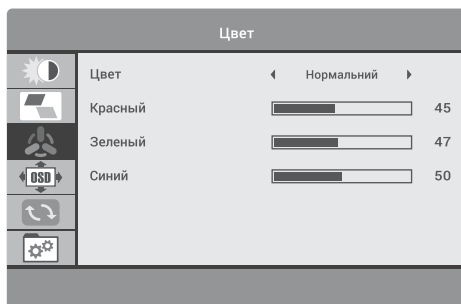 Цвет
Цвет Нормальний
Красный 45
Зеленый 47
Синий 50
OSD